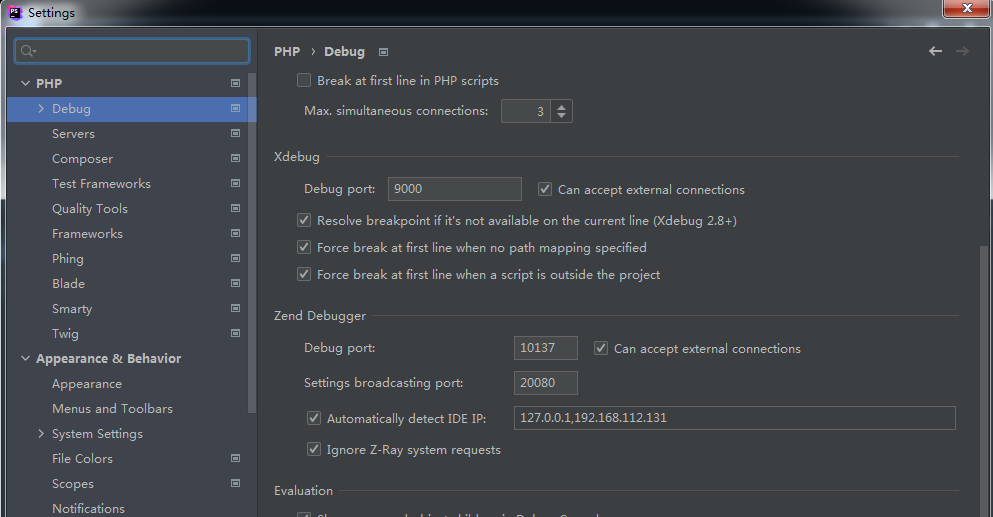 PS Settings
PHP › Debug
PHP
Debug
Servers
Composer
Test Frameworks
Quality Tools
Frameworks
Phing
Blade
Smarty
Twig
Appearance & Behavior
Appearance
Menus and Toolbars
System Settings
File Colors
Scopes
Notifications
Break at first line in PHP scripts
Max. simultaneous connections: 3
Xdebug
Debug port: 9000 Can accept external connections
Resolve breakpoint if it's not available on the current line (Xdebug 2.8+)
Force break at first line when no path mapping specified
Force break at first line when a script is outside the project
Zend Debugger
Debug port: 10137 Can accept external connections
Settings broadcasting port: 20080
Automatically detect IDE IP: 127.0.0.1,192.168.112.131
Ignore Z-Ray system requests
Evaluation